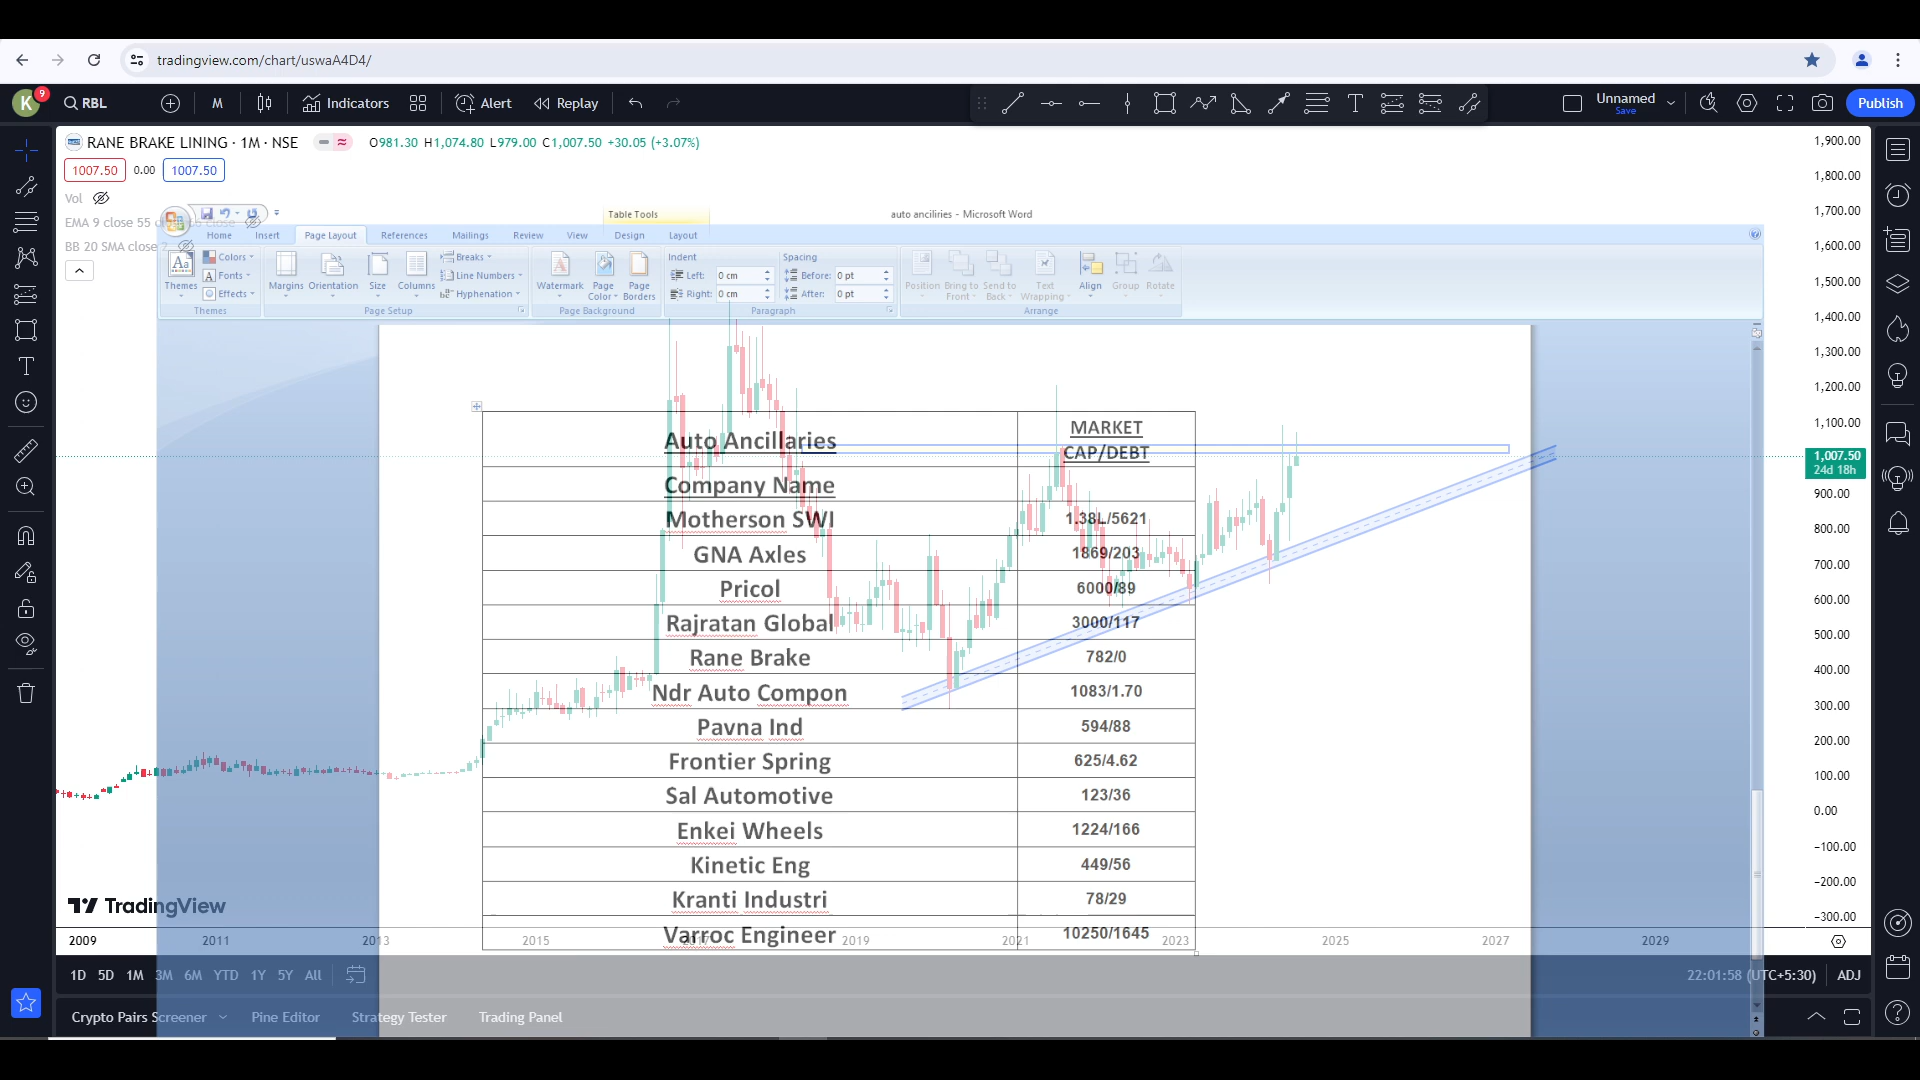 tradingview.com/chart/uswaA4D4/
K 9 RBL M Indicators Alert Replay Unnamed Save Publish
RANE BRAKE LINING · 1M · NSE O981.30 H1,074.80 L979.00 C1,007.50 +30.05 (+3.07%)
1007.50 0.00 1007.50
Vol
EMA 9 close 55
BB 20 SMA close 2
Table Tools auto anciliries - Microsoft Word
Home Insert Page Layout References Mailings Review View Design Layout
Themes Colors Fonts Effects
Themes
Margins Orientation Size Columns Breaks Line Numbers Hyphenation
Page Setup
Watermark Page Color Page Borders
Page Background
Indent Spacing
Left: 0 cm Before: 0 pt
Right: 0 cm After: 0 pt
Paragraph
Position Bring to Front Send to Back Text Wrapping Align Group Rotate
Arrange
Auto Ancillaries MARKET CAP/DEBT
Company Name
Motherson SWI 1.38L/5621
GNA Axles 1869/203
Pricol 6000/89
Rajratan Global 3000/117
Rane Brake 782/0
Ndr Auto Compon 1083/1.70
Pavna Ind 594/88
Frontier Spring 625/4.62
Sal Automotive 123/36
Enkei Wheels 1224/166
Kinetic Eng 449/56
Kranti Industri 78/29
Varroc Engineer 10250/1645
1,900.00
1,800.00
1,700.00
1,600.00
1,500.00
1,400.00
1,300.00
1,200.00
1,100.00
1,007.50
24d 18h
900.00
800.00
700.00
600.00
500.00
400.00
300.00
200.00
100.00
0.00
-100.00
-200.00
-300.00
TradingView
2009 2011 2013 2015 2017 2019 2021 2023 2025 2027 2029
1D 5D 1M 3M 6M YTD 1Y 5Y All 22:01:58 (UTC+5:30) ADJ
Crypto Pairs Screener Pine Editor Strategy Tester Trading Panel